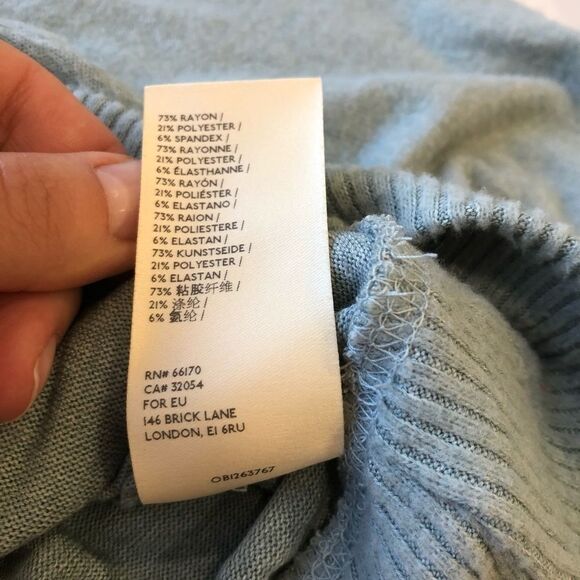 73% RAYON /
21% POLYESTER /
6% SPANDEX /
73% RAYONNE /
21% POLYESTER /
6% ÉLASTHANNE /
73% RAYÓN /
21% POLIÉSTER /
6% ELASTANO /
73% RAION /
21% POLIESTERE /
6% ELASTAN /
73% KUNSTSEIDE /
21% POLYESTER /
6% ELASTAN /
73% 粘胶纤维 /
21% 涤纶 /
6% 氨纶 /
RN# 66170
CA# 32054
FOR EU
146 BRICK LANE
LONDON, E1 6RU
OB1263767